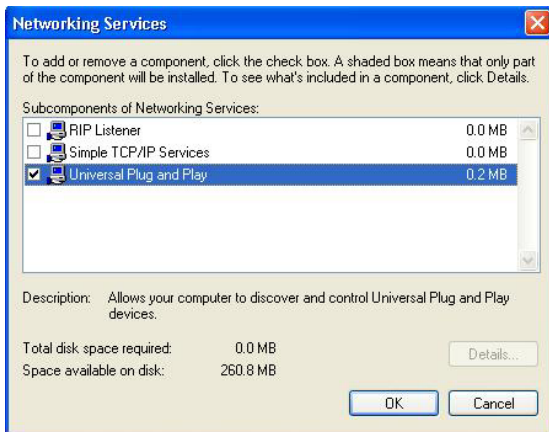 Networking Services
To add or remove a component, click the check box. A shaded box means that only part
of the component will be installed. To see what's included in a component, click Details.
Subcomponents of Networking Services:
RIP Listener 0.0 MB
Simple TCP/IP Services 0.0 MB
Universal Plug and Play 0.2 MB
Description: Allows your computer to discover and control Universal Plug and Play
devices.
Total disk space required: 0.0 MB
Details...
Space available on disk: 260.8 MB
OK Cancel